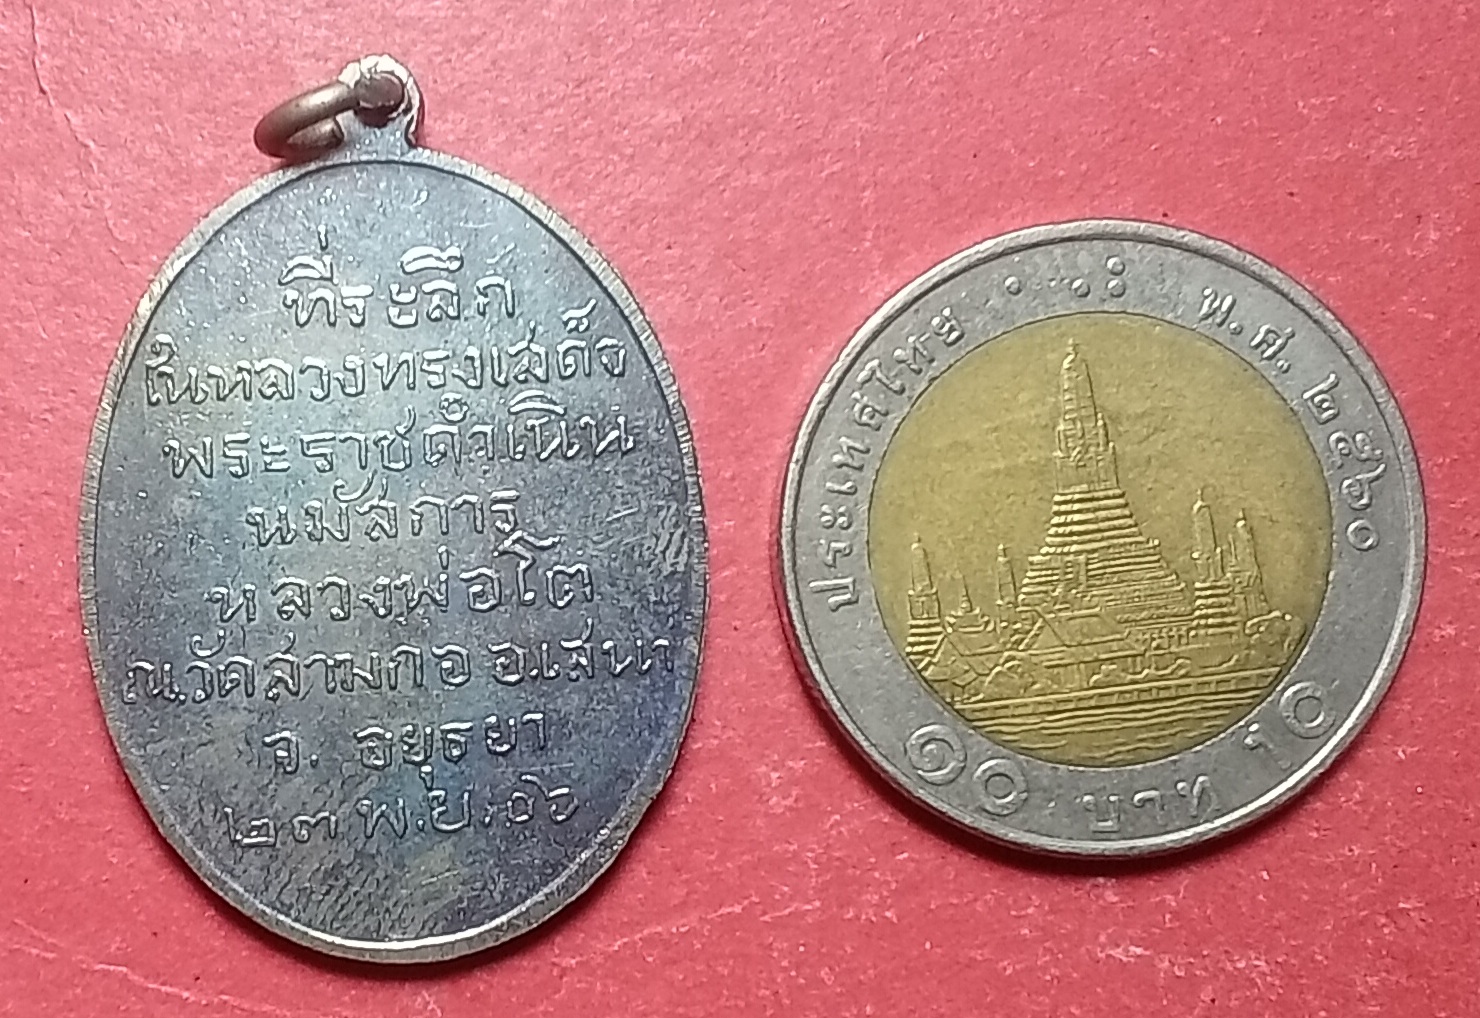 ที่ระลึก
ในหลวงทรงเสด็จ
พระราชดำเนิน
นมัสการ
หลวงพ่อโต
ณ.วัดสามกอ อ.เสนา
จ. อยุธยา
๒๓ พ.ย.
ประเทศไทย พ.ศ. ๒๕๖๐
๑๐ บาท 10